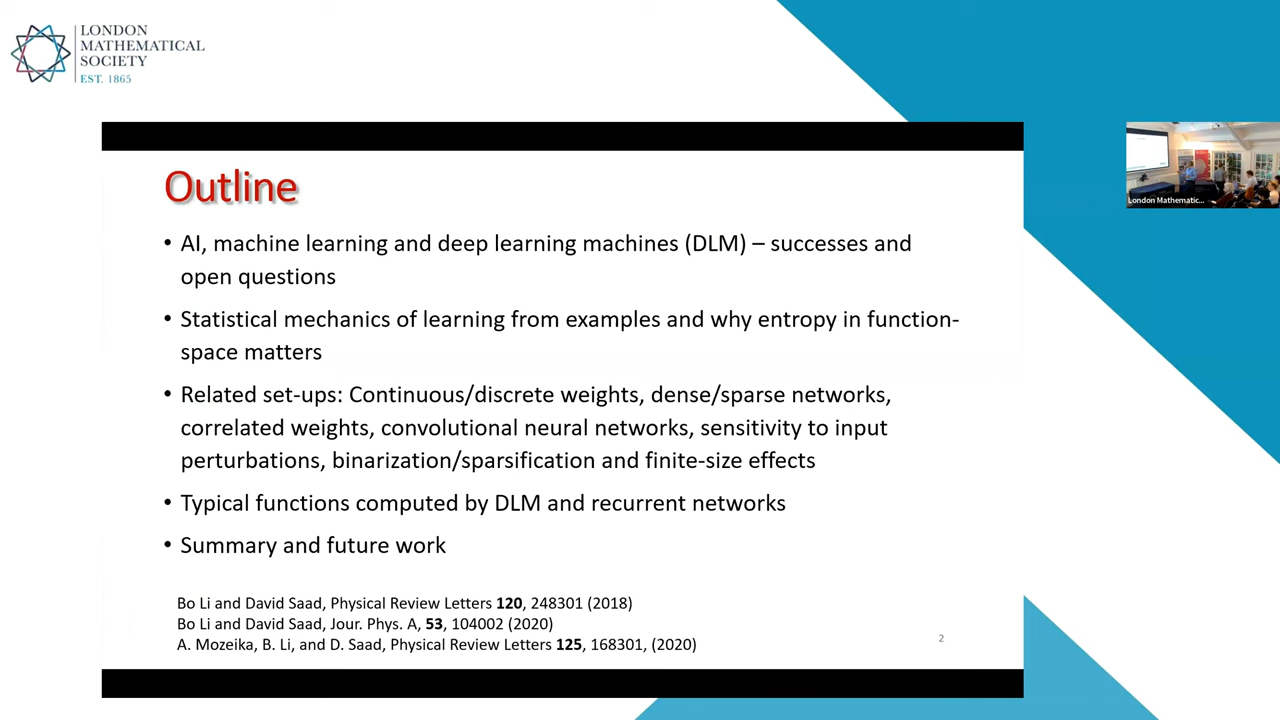 LONDON
MATHEMATICAL
SOCIETY
EST. 1865
Outline
• AI, machine learning and deep learning machines (DLM) – successes and
open questions
• Statistical mechanics of learning from examples and why entropy in function-
space matters
• Related set-ups: Continuous/discrete weights, dense/sparse networks,
correlated weights, convolutional neural networks, sensitivity to input
perturbations, binarization/sparsification and finite-size effects
• Typical functions computed by DLM and recurrent networks
• Summary and future work
Bo Li and David Saad, Physical Review Letters 120, 248301 (2018)
Bo Li and David Saad, Jour. Phys. A, 53, 104002 (2020)
A. Mozeika, B. Li, and D. Saad, Physical Review Letters 125, 168301, (2020)
2
London Mathematic...